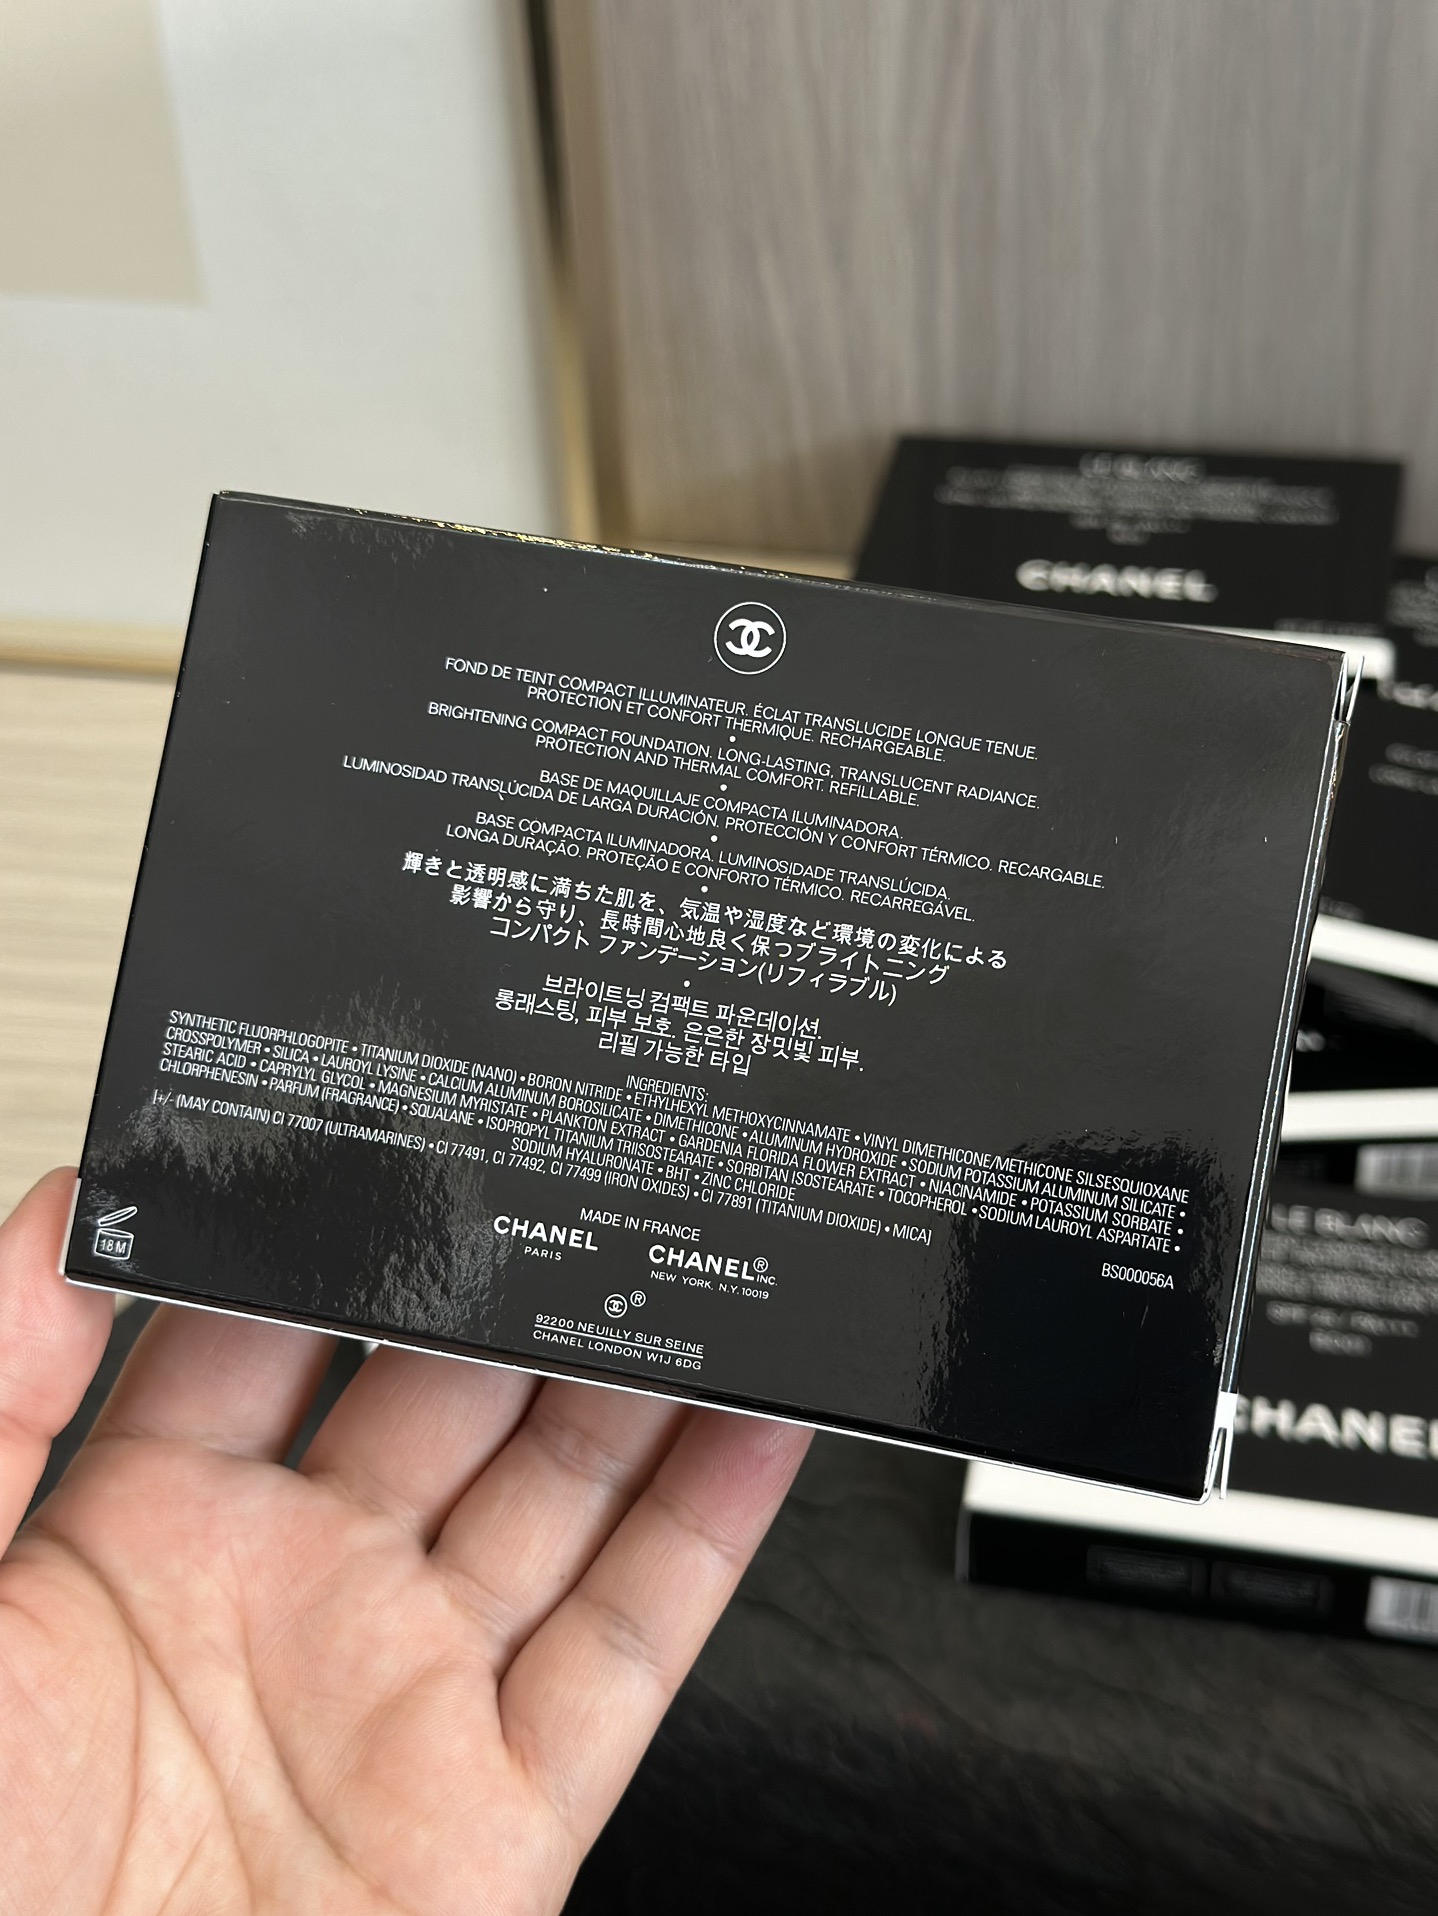 FOND DE TEINT COMPACT ILLUMINATEUR. ÉCLAT TRANSLUCIDE LONGUE TENUE.
PROTECTION ET CONFORT THERMIQUE. RECHARGEABLE.
•
BRIGHTENING COMPACT FOUNDATION. LONG-LASTING, TRANSLUCENT RADIANCE.
PROTECTION AND THERMAL COMFORT. REFILLABLE.
•
BASE DE MAQUILLAJE COMPACTA ILUMINADORA.
LUMINOSIDAD TRANSLÚCIDA DE LARGA DURACIÓN. PROTECCIÓN Y CONFORT TÉRMICO. RECARGABLE.
•
BASE COMPACTA ILUMINADORA. LUMINOSIDADE TRANSLÚCIDA.
LONGA DURAÇÃO. PROTEÇÃO E CONFORTO TÉRMICO. RECARREGÁVEL.
•
輝きと透明感に満ちた肌を、気温や湿度など環境の変化による
影響から守り、長時間心地良く保つブライトニング
コンパクト ファンデーション(リフィラブル)
•
브라이트닝 컴팩트 파운데이션.
롱래스팅, 피부 보호. 은은한 장밋빛 피부.
리필 가능한 타입
INGREDIENTS:
SYNTHETIC FLUORPHLOGOPITE • TITANIUM DIOXIDE (NANO) • BORON NITRIDE • ETHYLHEXYL METHOXYCINNAMATE • VINYL DIMETHICONE/METHICONE SILSESQUIOXANE
CROSSPOLYMER • SILICA • LAUROYL LYSINE • CALCIUM ALUMINUM BOROSILICATE • DIMETHICONE • ALUMINUM HYDROXIDE • SODIUM POTASSIUM ALUMINUM SILICATE •
STEARIC ACID • CAPRYLYL GLYCOL • MAGNESIUM MYRISTATE • PLANKTON EXTRACT • GARDENIA FLORIDA FLOWER EXTRACT • NIACINAMIDE • POTASSIUM SORBATE •
CHLORPHENESIN • PARFUM (FRAGRANCE) • SQUALANE • ISOPROPYL TITANIUM TRIISOSTEARATE • SORBITAN ISOSTEARATE • TOCOPHEROL • SODIUM LAUROYL ASPARTATE •
SODIUM HYALURONATE • BHT • ZINC CHLORIDE
[+/- (MAY CONTAIN) CI 77007 (ULTRAMARINES) • CI 77491, CI 77492, CI 77499 (IRON OXIDES) • CI 77891 (TITANIUM DIOXIDE) • MICA]
BS000056A
18M
MADE IN FRANCE
CHANEL
PARIS
CHANEL® INC.
NEW YORK, N.Y. 10019
®
92200 NEUILLY SUR SEINE
CHANEL LONDON W1J 6DG
LE BLANC
CHANEL
LE BLANC
CHANEL